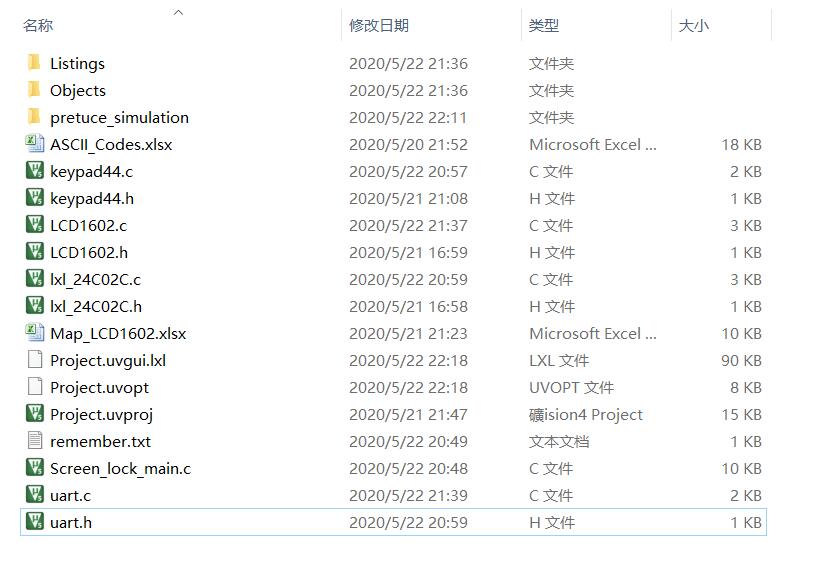 名称 修改日期 类型 大小
Listings 2020/5/22 21:36 文件夹
Objects 2020/5/22 21:36 文件夹
pretuce_simulation 2020/5/22 22:11 文件夹
ASCII_Codes.xlsx 2020/5/20 21:52 Microsoft Excel ... 18 KB
keypad44.c 2020/5/22 20:57 C 文件 2 KB
keypad44.h 2020/5/21 21:08 H 文件 1 KB
LCD1602.c 2020/5/22 21:37 C 文件 3 KB
LCD1602.h 2020/5/21 16:59 H 文件 1 KB
lxl_24C02C.c 2020/5/22 20:59 C 文件 3 KB
lxl_24C02C.h 2020/5/21 16:58 H 文件 1 KB
Map_LCD1602.xlsx 2020/5/21 21:23 Microsoft Excel ... 10 KB
Project.uvgui.lxl 2020/5/22 22:18 LXL 文件 90 KB
Project.uvopt 2020/5/22 22:18 UVOPT 文件 8 KB
Project.uvproj 2020/5/21 21:47 礦ision4 Project 15 KB
remember.txt 2020/5/22 20:49 文本文档 1 KB
Screen_lock_main.c 2020/5/22 20:48 C 文件 10 KB
uart.c 2020/5/22 21:39 C 文件 2 KB
uart.h 2020/5/22 20:59 H 文件 1 KB